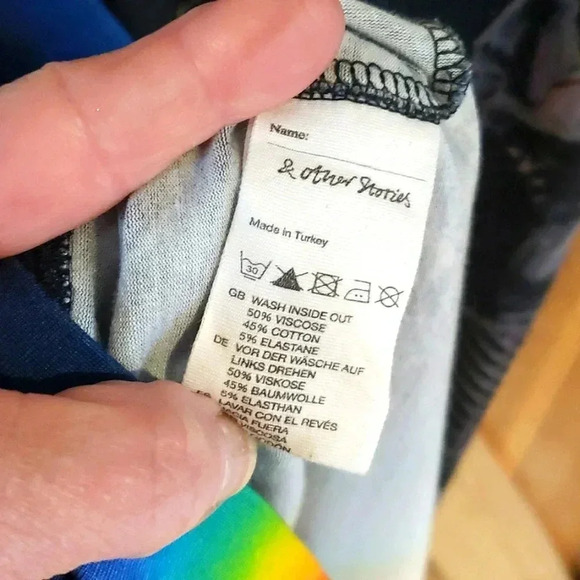 Name:
& other Stories
Made in Turkey
30
GB WASH INSIDE OUT
50% VISCOSE
45% COTTON
5% ELASTANE
DE VOR DER WÄSCHE AUF
LINKS DREHEN
50% VISKOSE
45% BAUMWOLLE
5% ELASTHAN
LAVAR CON EL REVÉS
FUERA